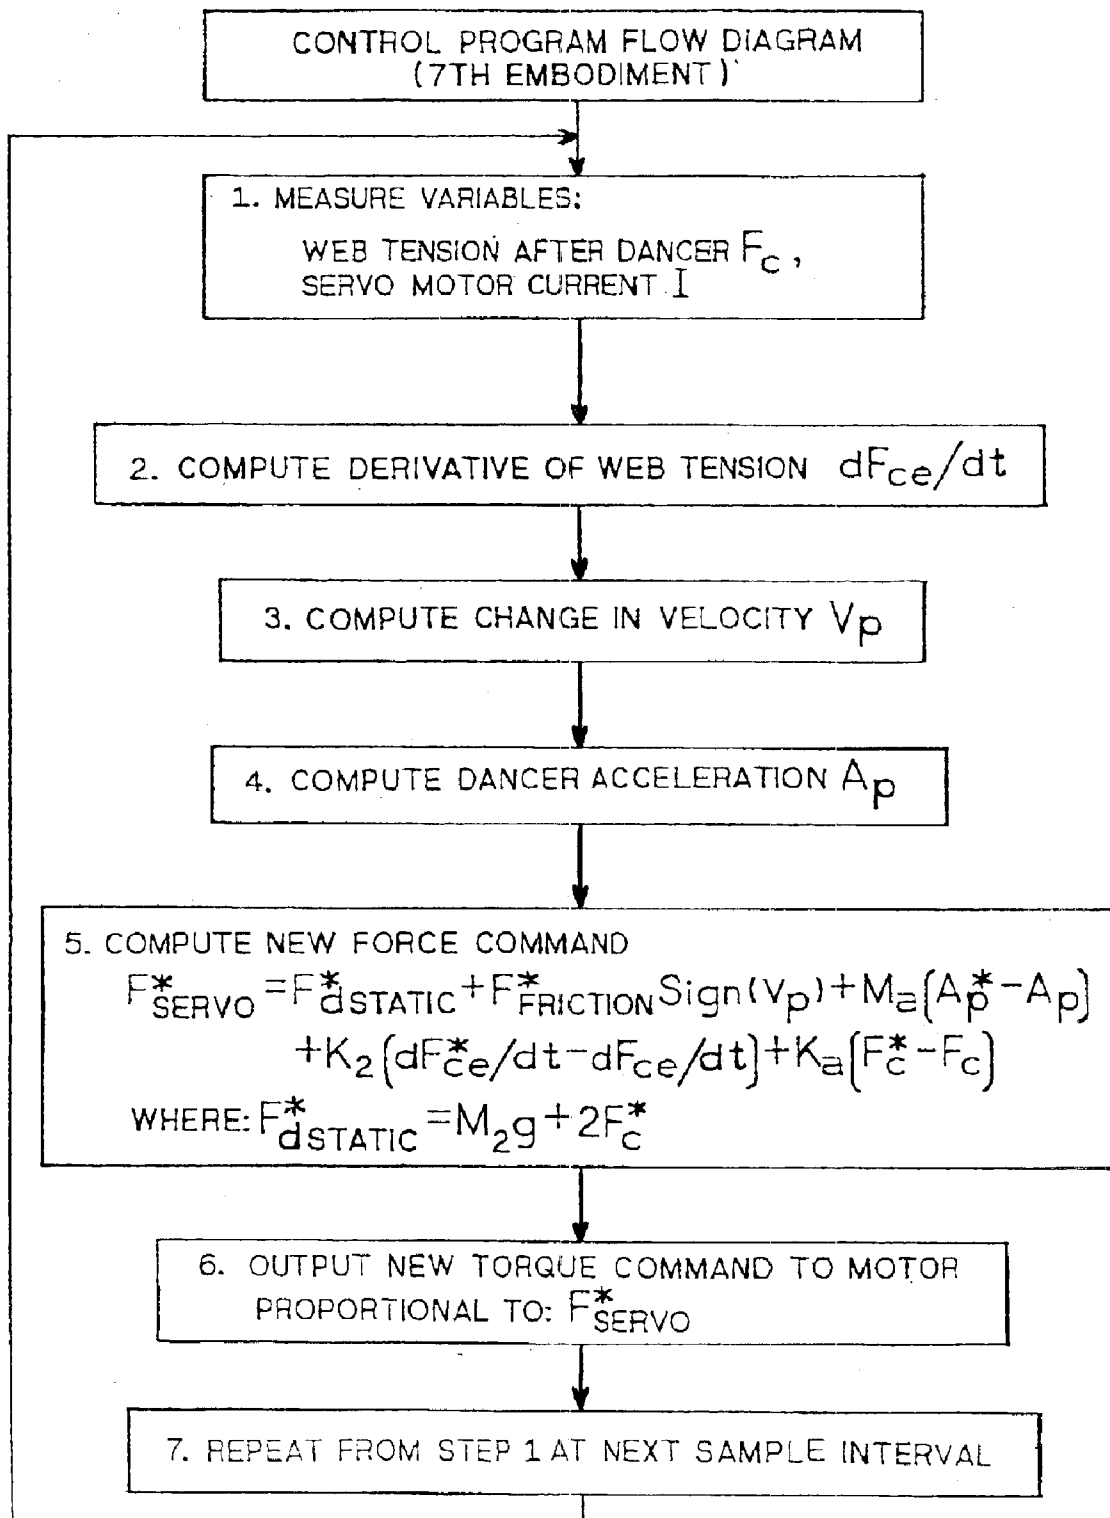 CONTROL PROGRAM FLOW DIAGRAM
(7TH EMBODIMENT)
1. MEASURE VARIABLES:
WEB TENSION AFTER DANCER Fc,
SERVO MOTOR CURRENT I
2. COMPUTE DERIVATIVE OF WEB TENSION dFce/dt
3. COMPUTE CHANGE IN VELOCITY Vp
4. COMPUTE DANCER ACCELERATION Ap
5. COMPUTE NEW FORCE COMMAND
F*SERVO = F*dSTATIC + F*FRICTION Sign(Vp) + Ma[A*p - Ap]
+ K2[dF*ce/dt - dFce/dt] + Ka[F*c - Fc]
WHERE: F*dSTATIC = M2g + 2F*c
6. OUTPUT NEW TORQUE COMMAND TO MOTOR
PROPORTIONAL TO: F*SERVO
7. REPEAT FROM STEP 1 AT NEXT SAMPLE INTERVAL